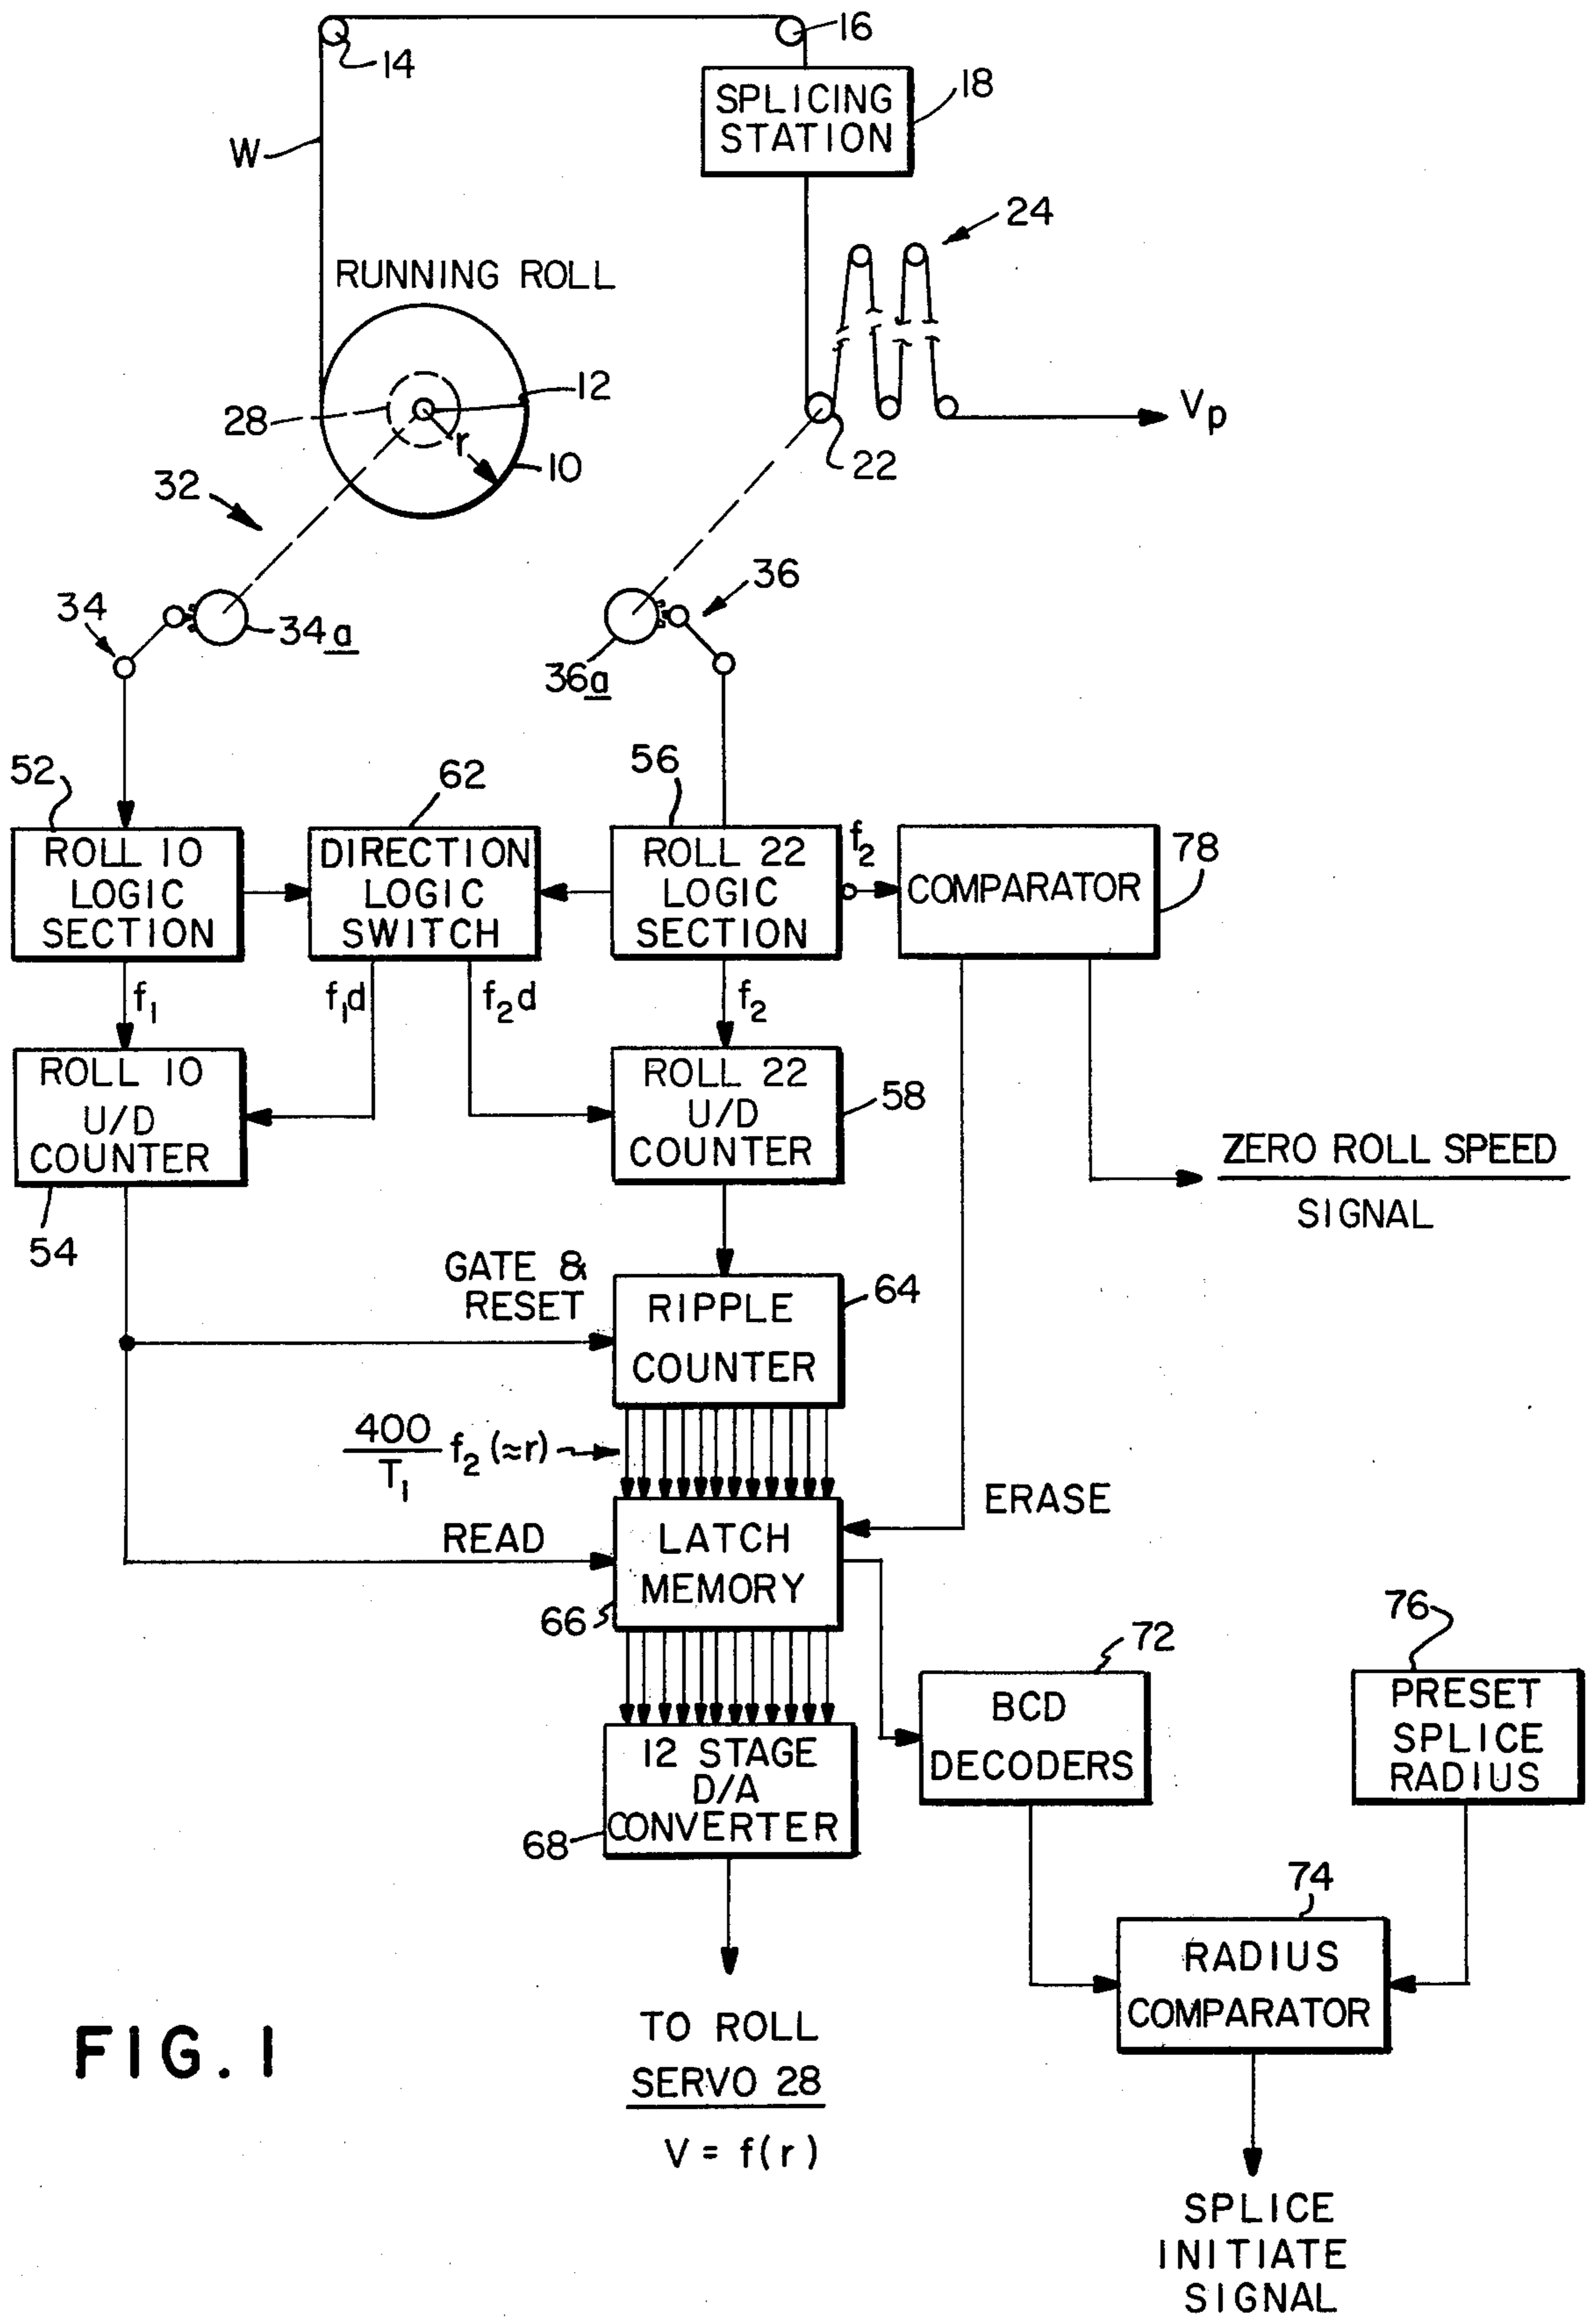 16
14
SPLICING
STATION
18
W
24
RUNNING ROLL
12
28
r
Vp
10
22
32
36
34
34a
36a
52
62
56
ROLL 10
LOGIC
SECTION
DIRECTION
LOGIC
SWITCH
ROLL 22
LOGIC
SECTION
f2
COMPARATOR
78
f1
f1d
f2d
f2
ROLL 10
U/D
COUNTER
ROLL 22
U/D
COUNTER
58
ZERO ROLL SPEED
SIGNAL
54
GATE &
RESET
RIPPLE
COUNTER
64
400
T1
f2 (≈r)
ERASE
READ
LATCH
MEMORY
66
72
76
BCD
DECODERS
PRESET
SPLICE
RADIUS
12 STAGE
D/A
CONVERTER
68
74
RADIUS
COMPARATOR
TO ROLL
SERVO 28
V = f(r)
FIG. 1
SPLICE
INITIATE
SIGNAL